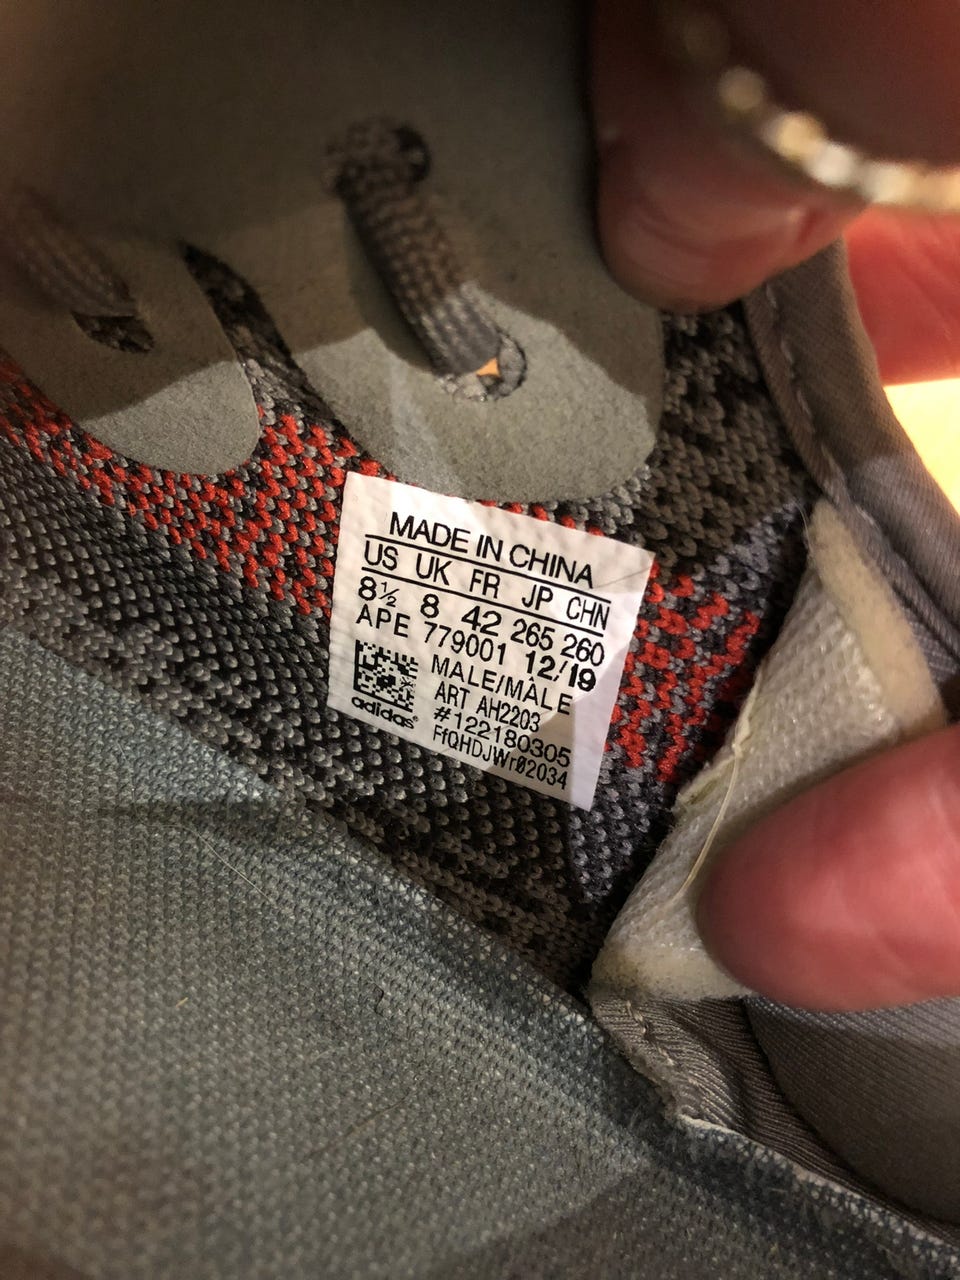 MADE IN CHINA
US UK FR JP CHN
8½ 8 42 265 260
APE 779001 12/19
MALE/MÂLE
ART AH2203
#122180305
FfQHDJWr02034
adidas®